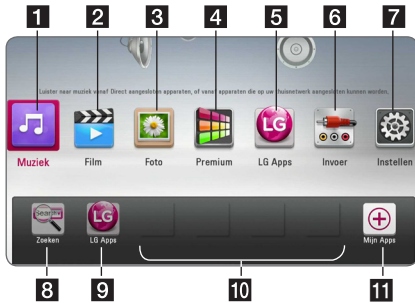 1 2 3 4 5 6 7
Luister naar muziek vanaf Direct aangesloten apparaten, of vanaf apparaten die op uw thuisnetwerk aangesloten kunnen worden.
LG
Muziek Film Foto Premium LG Apps Invoer Instellen
Search LG
Zoeken LG Apps Mijn Apps
8 9 10 11